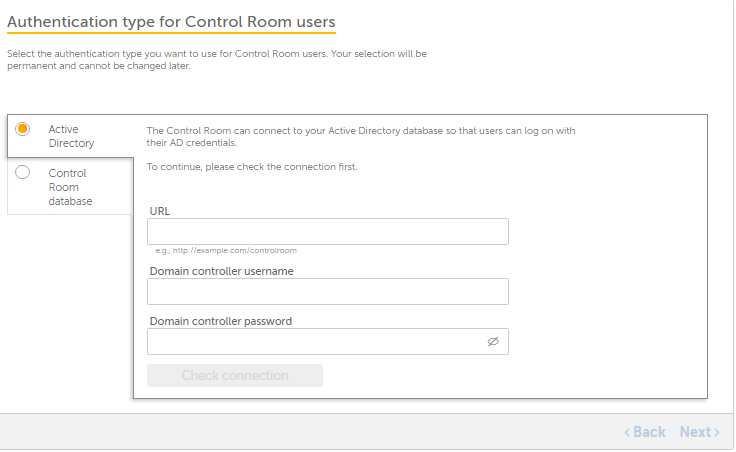 Authentication type for Control Room users
Select the authentication type you want to use for Control Room users. Your selection will be
permanent and cannot be changed later.
Active
Directory
Control
Room
database
The Control Room can connect to your Active Directory database so that users can log on with
their AD credentials.
To continue, please check the connection first.
URL
e.g., http://example.com/controlroom
Domain controller username
Domain controller password
Check connection
‹ Back Next ›